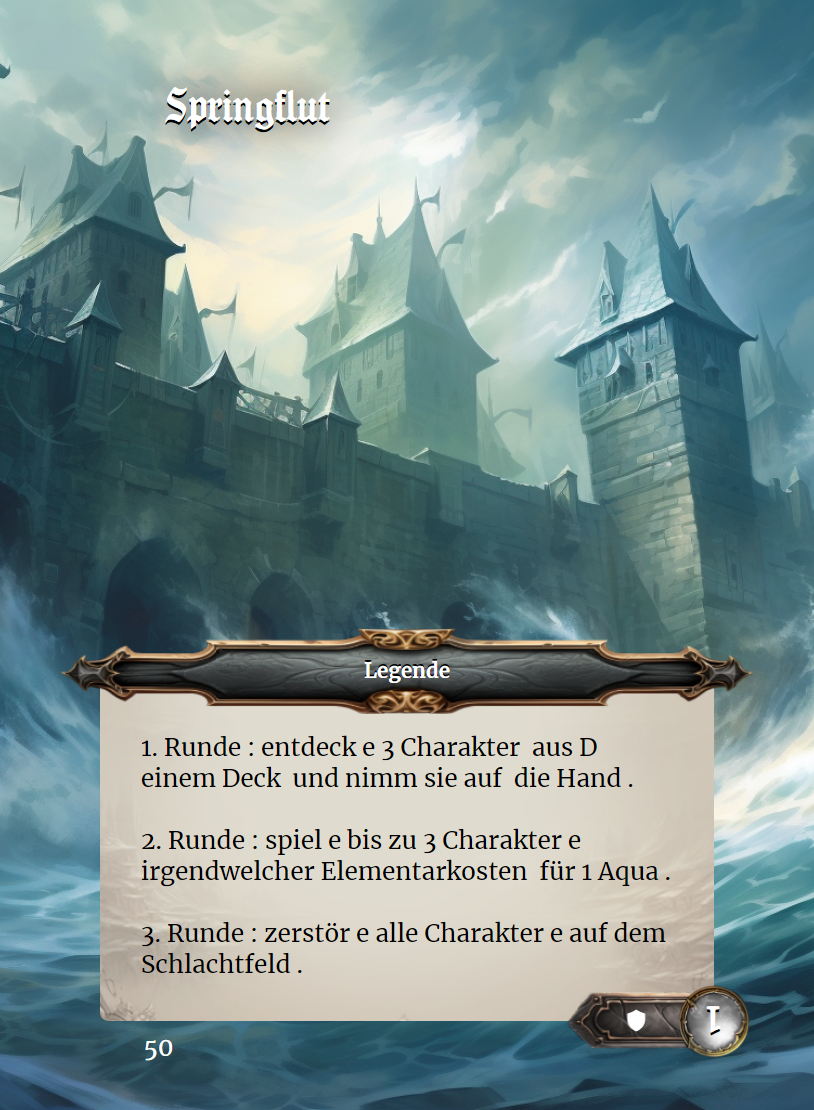 Springflut
Legende
1. Runde : entdeck e 3 Charakter  aus D
einem Deck  und nimm sie auf  die Hand .
2. Runde : spiel e bis zu 3 Charakter e
irgendwelcher Elementarkosten  für 1 Aqua .
3. Runde : zerstör e alle Charakter e auf dem
Schlachtfeld .
1
50